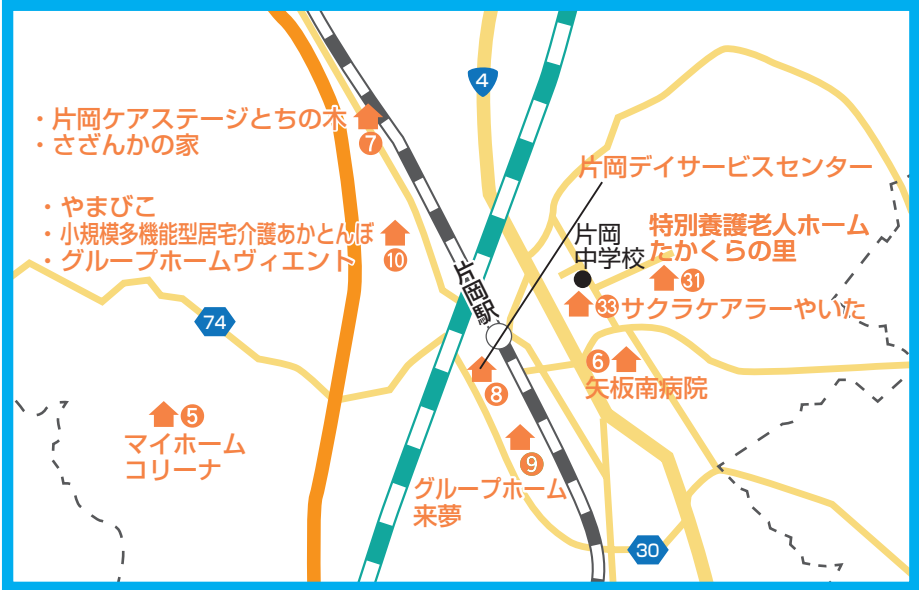 4
・片岡ケアステージとちの木
・さざんかの家
7
片岡デイサービスセンター
・やまびこ
・小規模多機能型居宅介護あかとんぼ
・グループホームヴィエント
10
片岡
中学校
特別養護老人ホーム
たかくらの里
31
片岡駅
33 サクラケアラーやいた
74
6
矢板南病院
8
5
マイホーム
コリーナ
9
グループホーム
来夢
30